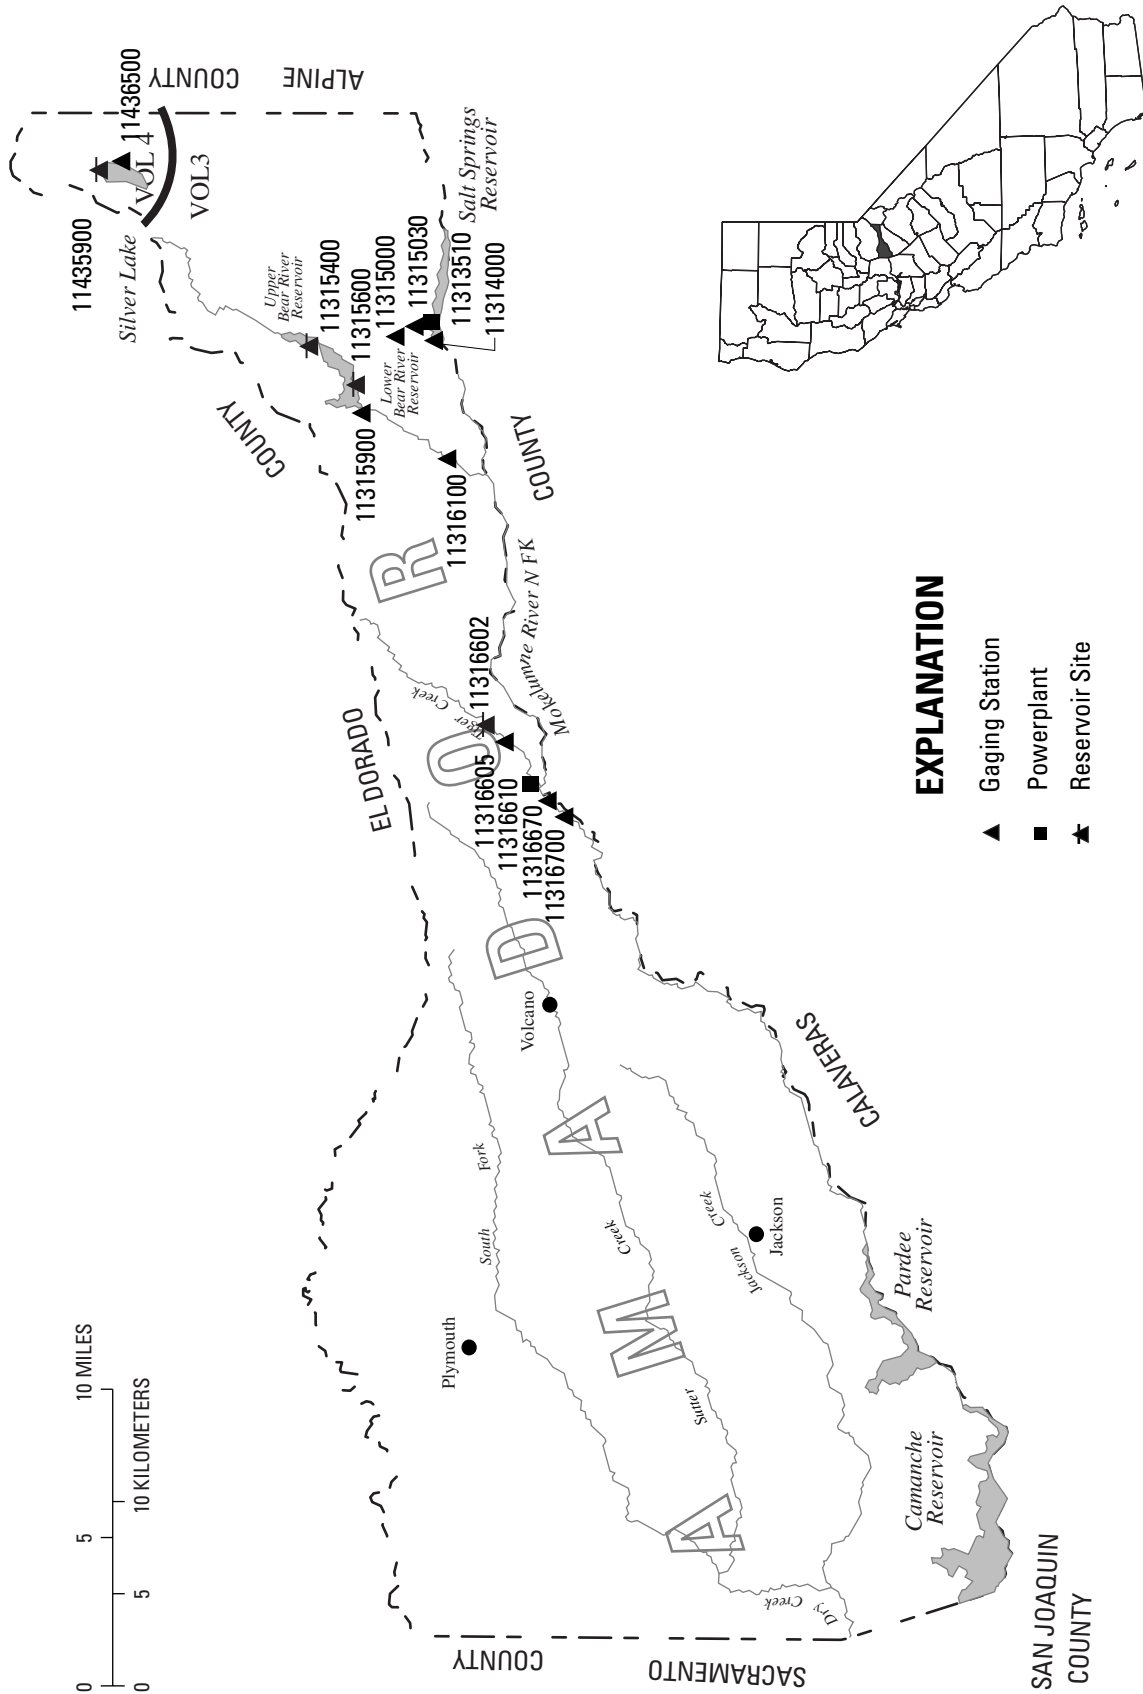 0 5 10 MILES
0 5 10 KILOMETERS
SACRAMENTO
COUNTY
SAN JOAQUIN
COUNTY
EL DORADO
COUNTY
ALPINE
COUNTY
CALAVERAS
COUNTY
AMADOR
Plymouth
Volcano
Jackson
South
Fork
Dry
Creek
Sutter
Creek
Jackson
Creek
Tiger
Creek
Mokelumne River N FK
Camanche
Reservoir
Pardee
Reservoir
Silver Lake
VOL 4
VOL3
11435900
11436500
Upper
Bear River
Reservoir
Lower
Bear River
Reservoir
Salt Springs
Reservoir
11315400
11315600
11315000
11315030
11313510
11314000
11315900
11316100
11316602
11316605
11316610
11316670
11316700
EXPLANATION
Gaging Station
Powerplant
Reservoir Site